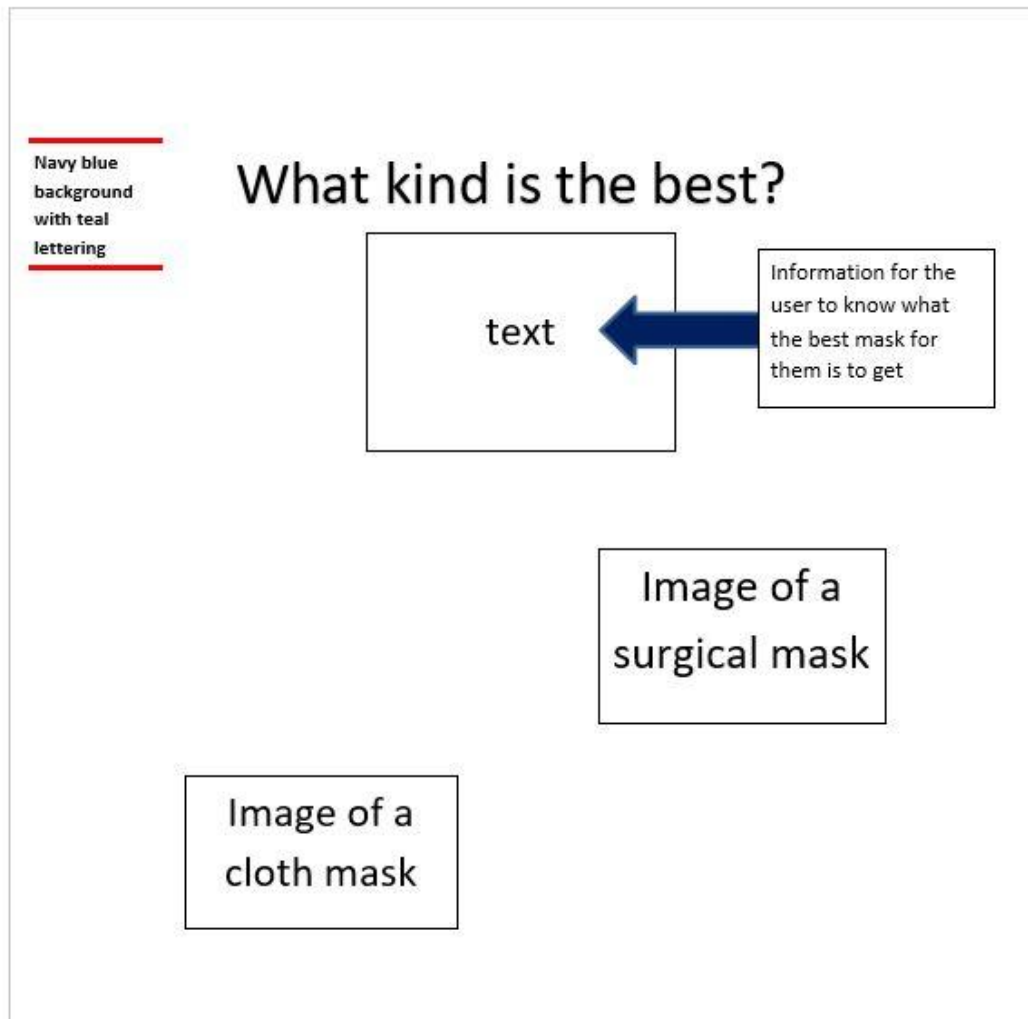 Navy blue
background
with teal
lettering
What kind is the best?
text
Information for the
user to know what
the best mask for
them is to get
Image of a
surgical mask
Image of a
cloth mask